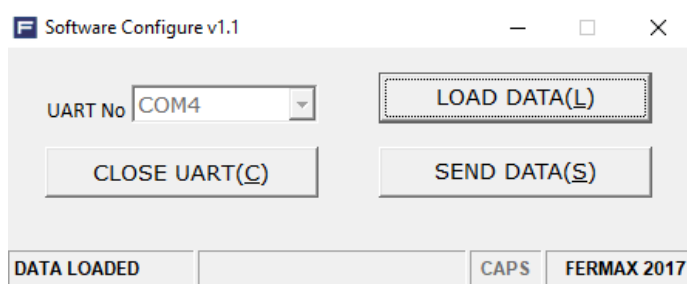 F Software Configure v1.1
UART No COM4
LOAD DATA(L)
CLOSE UART(C)
SEND DATA(S)
DATA LOADED CAPS FERMAX 2017